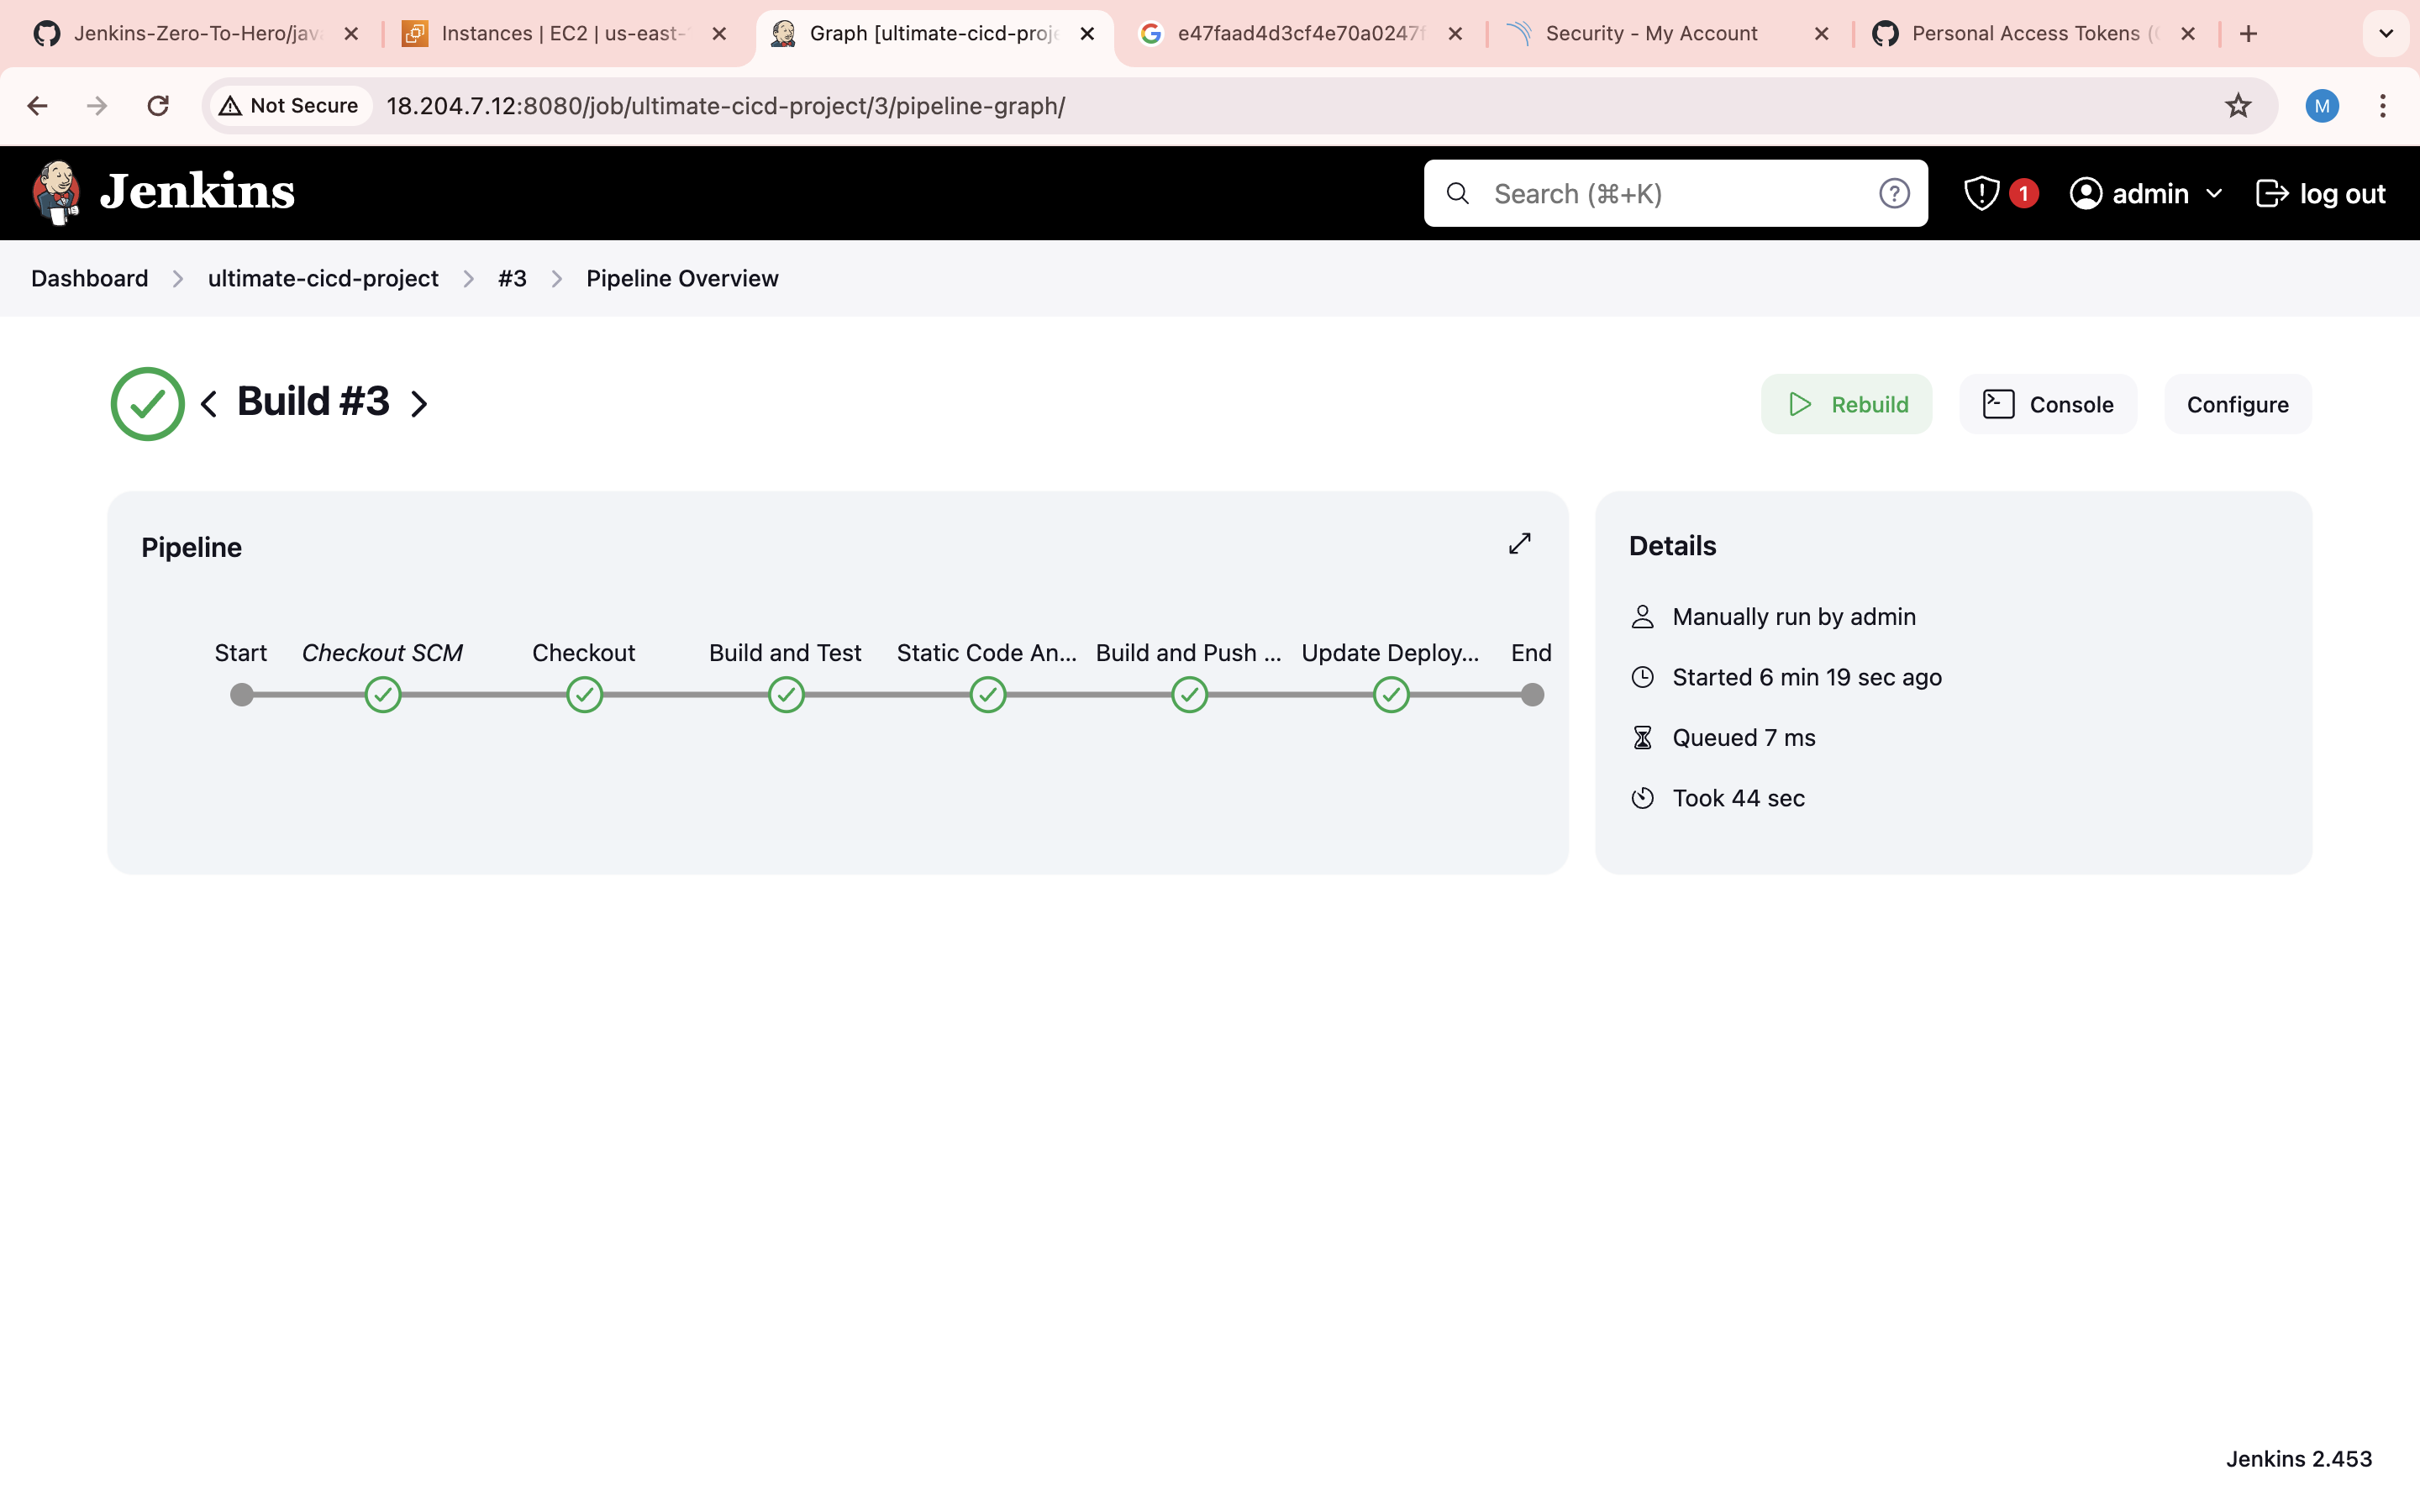 Jenkins-Zero-To-Hero/java
Instances | EC2 | us-east-
Graph [ultimate-cicd-proje
e47faad4d3cf4e70a0247f
Security - My Account
Personal Access Tokens (
Not Secure
18.204.7.12:8080/job/ultimate-cicd-project/3/pipeline-graph/
M
Jenkins
Search (⌘+K)
1
admin
log out
Dashboard
ultimate-cicd-project
#3
Pipeline Overview
Build #3
Rebuild
Console
Configure
Pipeline
Start
Checkout SCM
Checkout
Build and Test
Static Code An...
Build and Push ...
Update Deploy...
End
Details
Manually run by admin
Started 6 min 19 sec ago
Queued 7 ms
Took 44 sec
Jenkins 2.453